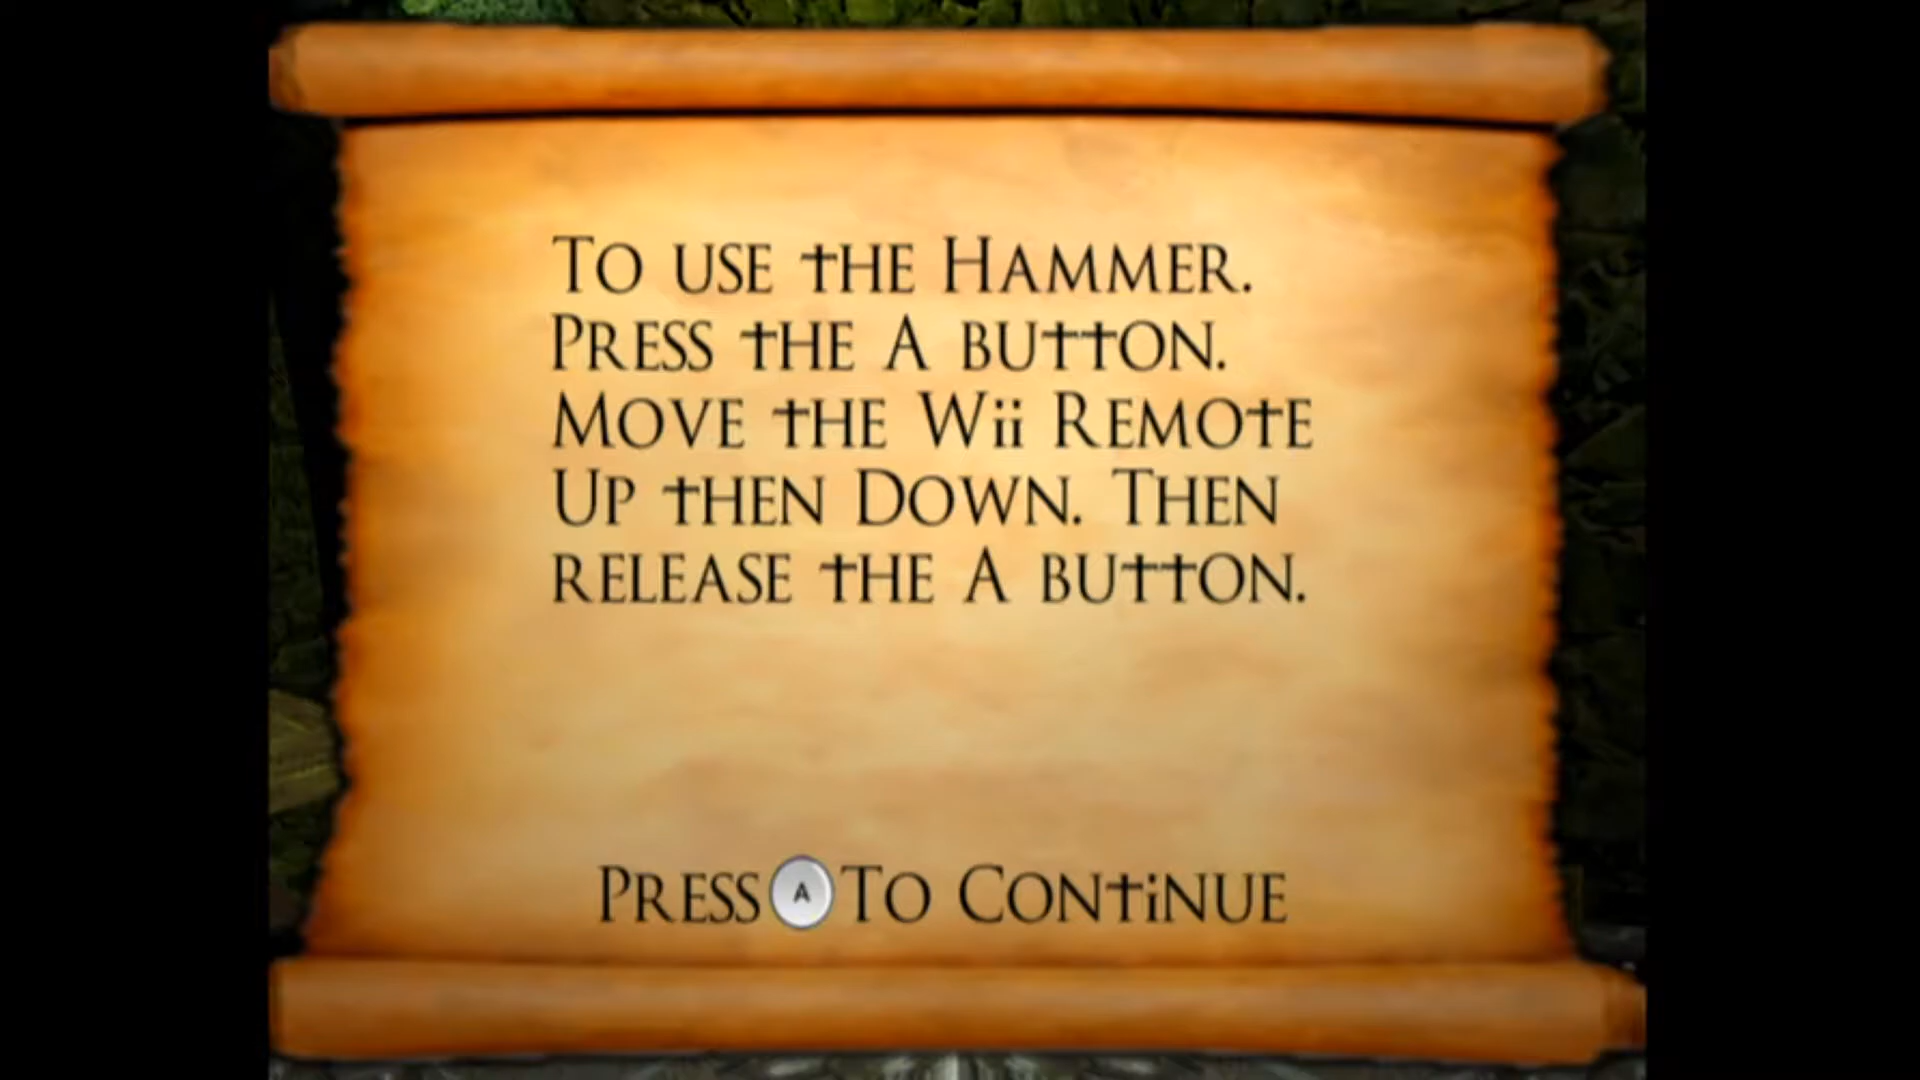 To use the Hammer.
Press the A button.
Move the Wii Remote
Up then Down. Then
release the A button.
Press A To Continue